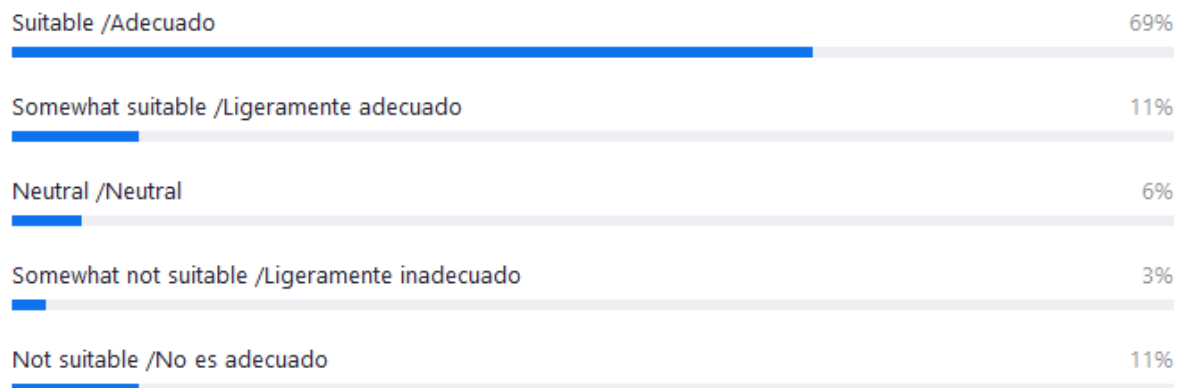 Suitable /Adecuado 69%
Somewhat suitable /Ligeramente adecuado 11%
Neutral /Neutral 6%
Somewhat not suitable /Ligeramente inadecuado 3%
Not suitable /No es adecuado 11%